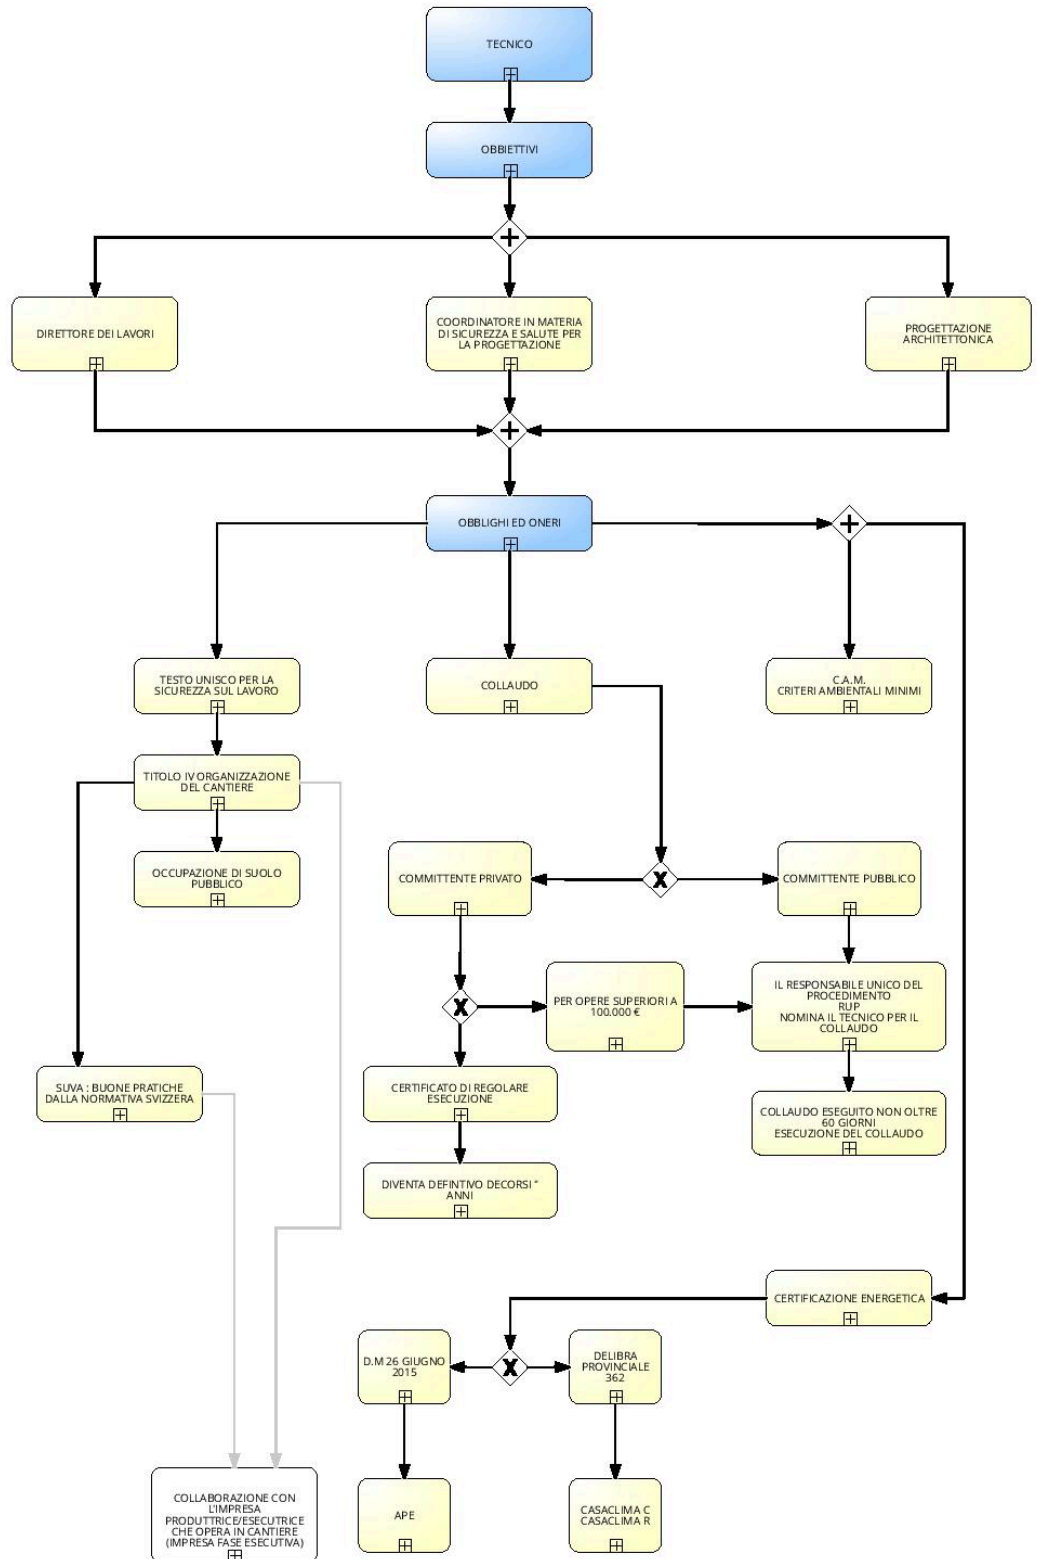 TECNICO
OBBIETTIVI
DIRETTORE DEI LAVORI
COORDINATORE IN MATERIA
DI SICUREZZA E SALUTE PER
LA PROGETTAZIONE
PROGETTAZIONE
ARCHITETTONICA
OBBLIGHI ED ONERI
TESTO UNISCO PER LA
SICUREZZA SUL LAVORO
COLLAUDO
C.A.M.
CRITERI AMBIENTALI MINIMI
TITOLO IV ORGANIZZAZIONE
DEL CANTIERE
OCCUPAZIONE DI SUOLO
PUBBLICO
COMMITTENTE PRIVATO
COMMITTENTE PUBBLICO
PER OPERE SUPERIORI A
100.000 €
IL RESPONSABILE UNICO DEL
PROCEDIMENTO
RUP
NOMINA IL TECNICO PER IL
COLLAUDO
SUVA : BUONE PRATICHE
DALLA NORMATIVA SVIZZERA
CERTIFICATO DI REGOLARE
ESECUZIONE
COLLAUDO ESEGUITO NON OLTRE
60 GIORNI
ESECUZIONE DEL COLLAUDO
DIVENTA DEFINTIVO DECORSI "
ANNI
CERTIFICAZIONE ENERGETICA
D.M 26 GIUGNO
2015
DELIBRA
PROVINCIALE
362
COLLABORAZIONE CON
L'IMPRESA
PRODUTTRICE/ESECUTRICE
CHE OPERA IN CANTIERE
(IMPRESA FASE ESECUTIVA)
APE
CASACLIMA C
CASACLIMA R